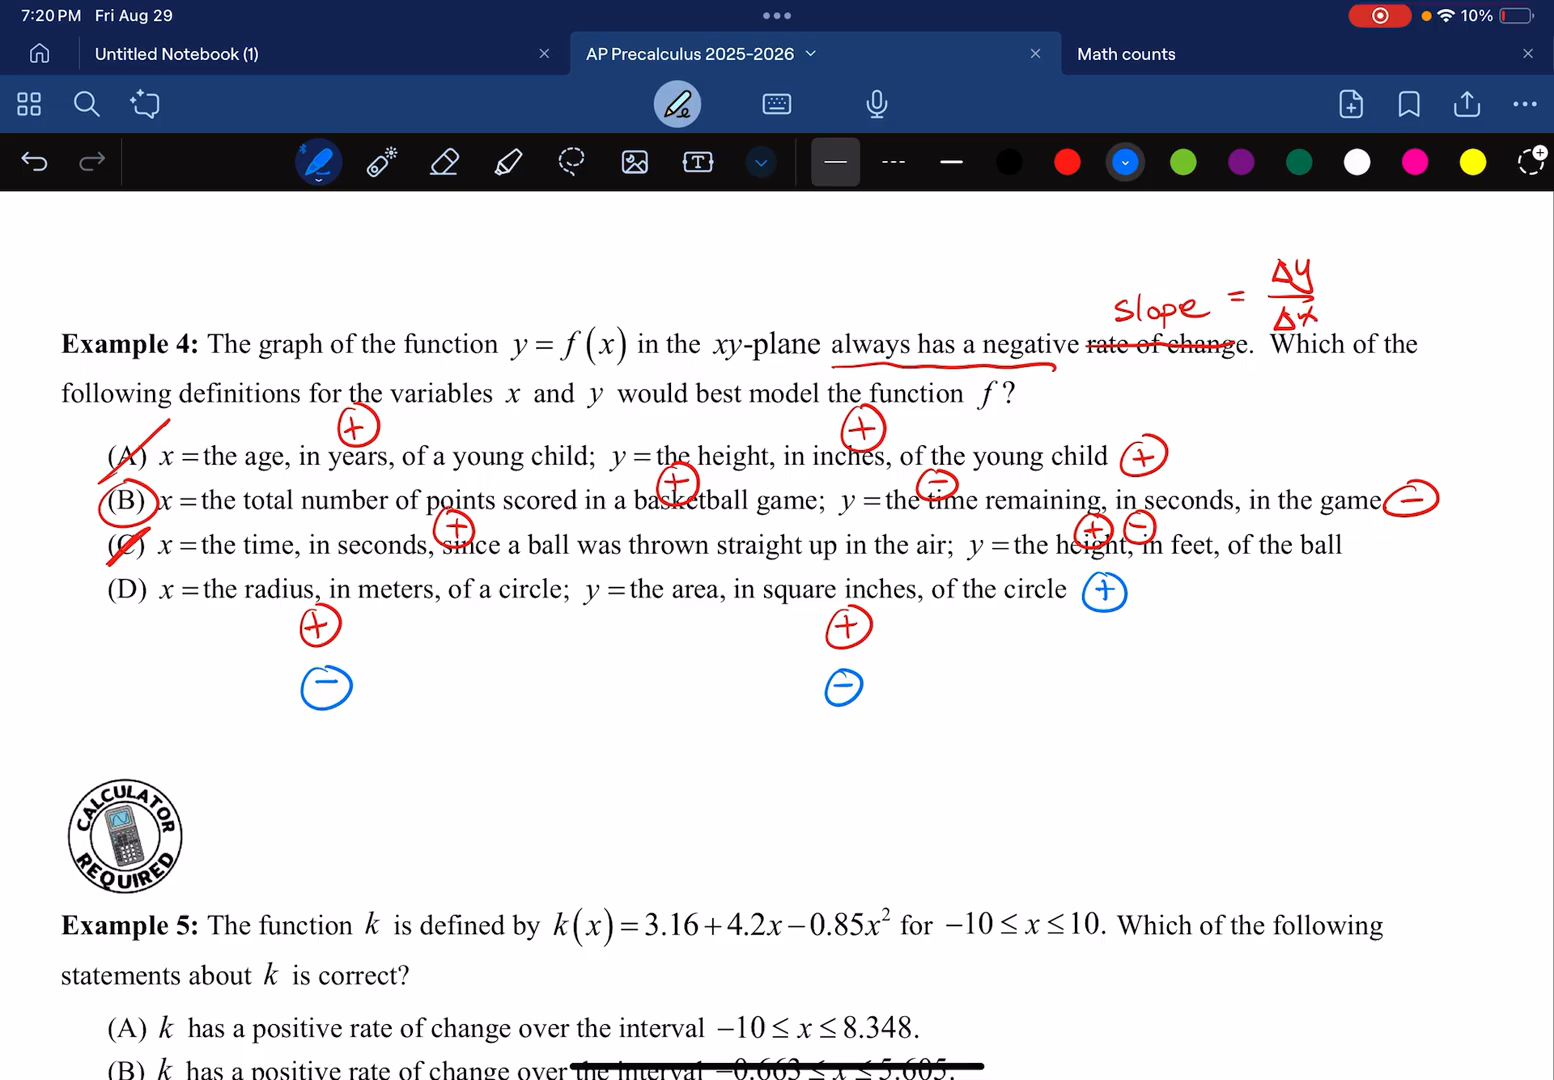 7:20 PM Fri Aug 29
10%
Untitled Notebook (1)
AP Precalculus 2025-2026
Math counts
T
slope = Δy/Δx
Example 4: The graph of the function y = f(x) in the xy-plane always has a negative rate of change. Which of the
following definitions for the variables x and y would best model the function f?
+ +
(A) x = the age, in years, of a young child; y = the height, in inches, of the young child +
+ −
(B) x = the total number of points scored in a basketball game; y = the time remaining, in seconds, in the game −
+ + −
(C) x = the time, in seconds, since a ball was thrown straight up in the air; y = the height, in feet, of the ball
(D) x = the radius, in meters, of a circle; y = the area, in square inches, of the circle +
+ +
− −
CALCULATOR REQUIRED
Example 5: The function k is defined by k(x) = 3.16 + 4.2x − 0.85x² for −10 ≤ x ≤ 10. Which of the following
statements about k is correct?
(A) k has a positive rate of change over the interval −10 ≤ x ≤ 8.348.
(B) k has a positive rate of change over the interval −0.663 ≤ x ≤ 5.605.